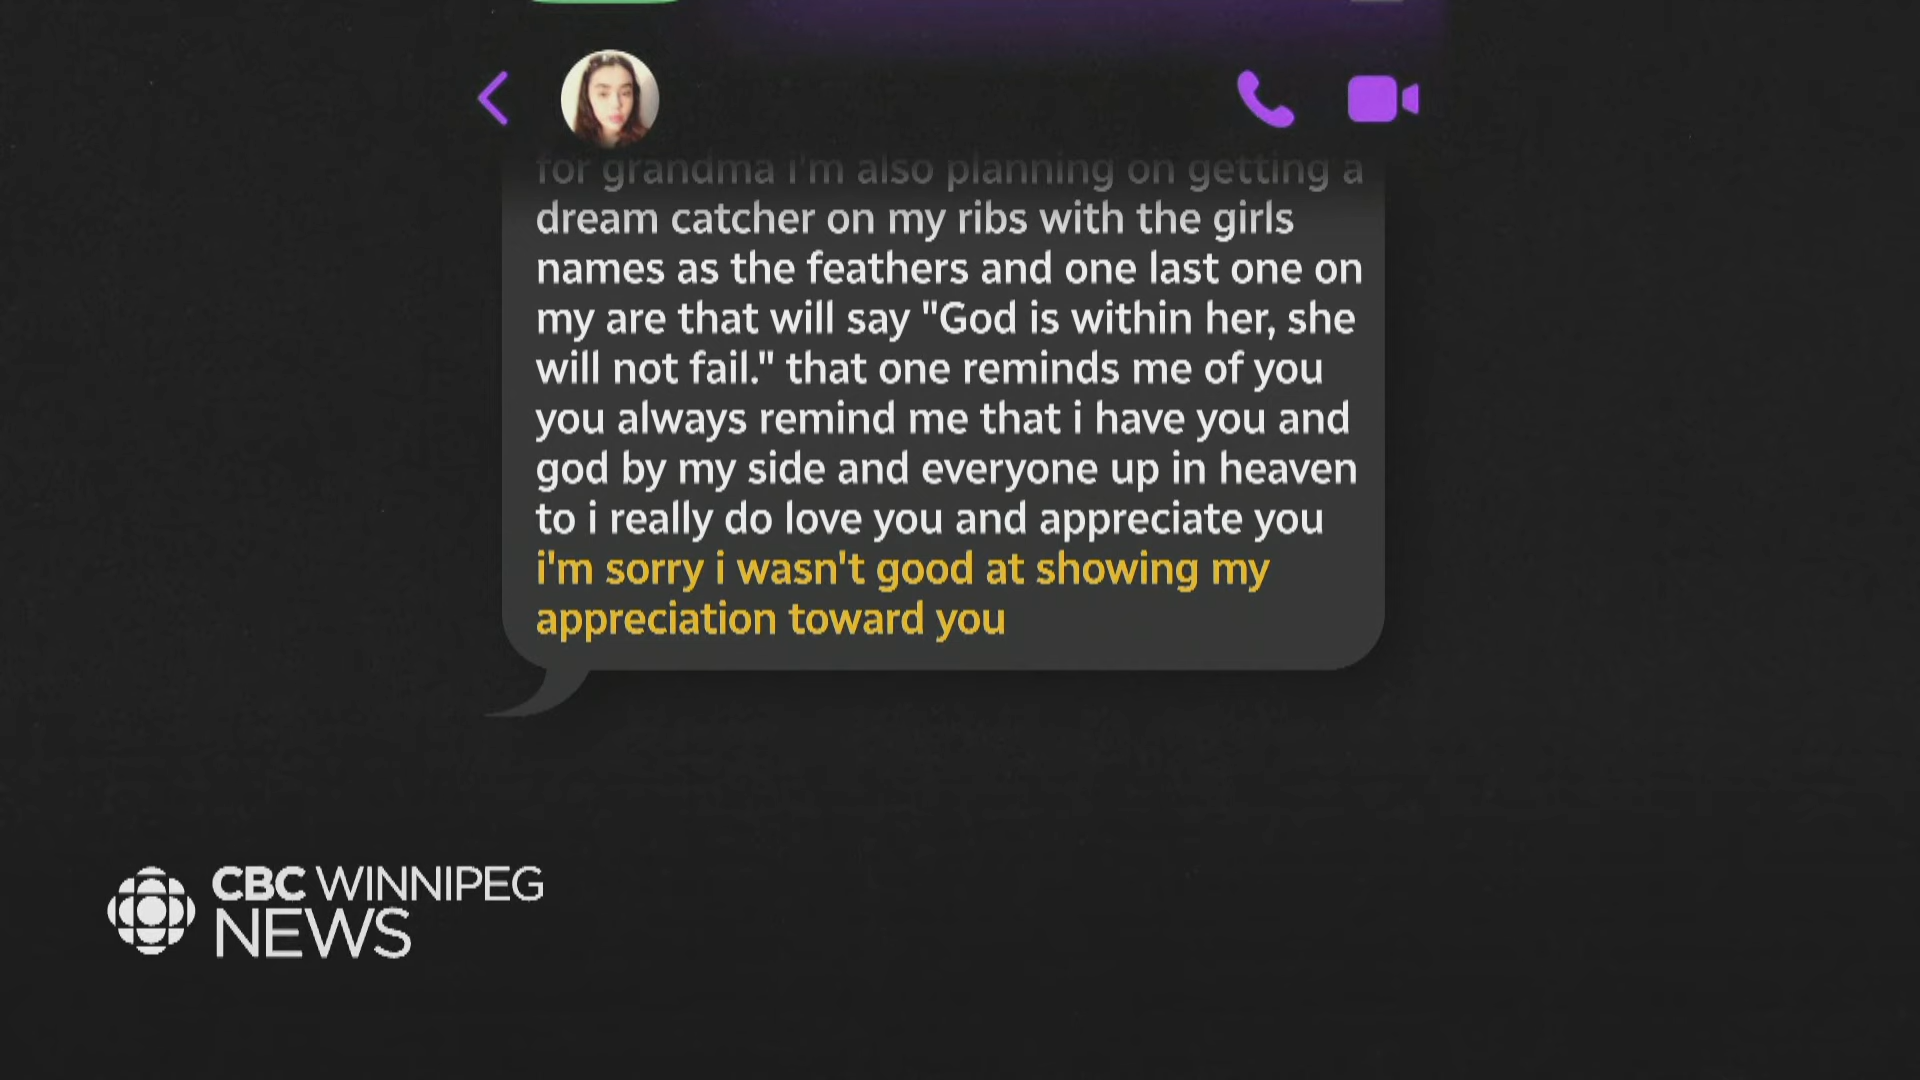 for grandma i'm also planning on getting a
dream catcher on my ribs with the girls
names as the feathers and one last one on
my are that will say "God is within her, she
will not fail." that one reminds me of you
you always remind me that i have you and
god by my side and everyone up in heaven
to i really do love you and appreciate you
i'm sorry i wasn't good at showing my
appreciation toward you
CBC WINNIPEG
NEWS